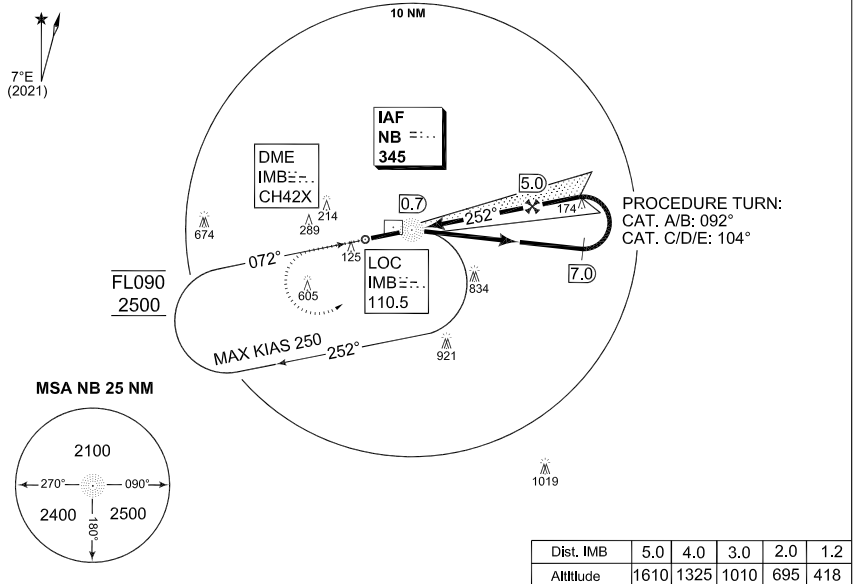 10 NM
7°E
(2021)
IAF
NB
345
DME
IMB
CH42X
214
289
674
0.7
5.0
252°
174
PROCEDURE TURN:
CAT. A/B: 092°
CAT. C/D/E: 104°
7.0
072°
125
LOC
IMB
110.5
FL090
2500
605
834
MAX KIAS 250
252°
921
MSA NB 25 NM
2100
270°
090°
2400
180°
2500
1019
Dist. IMB 5.0 4.0 3.0 2.0 1.2
Altitude 1610 1325 1010 695 418